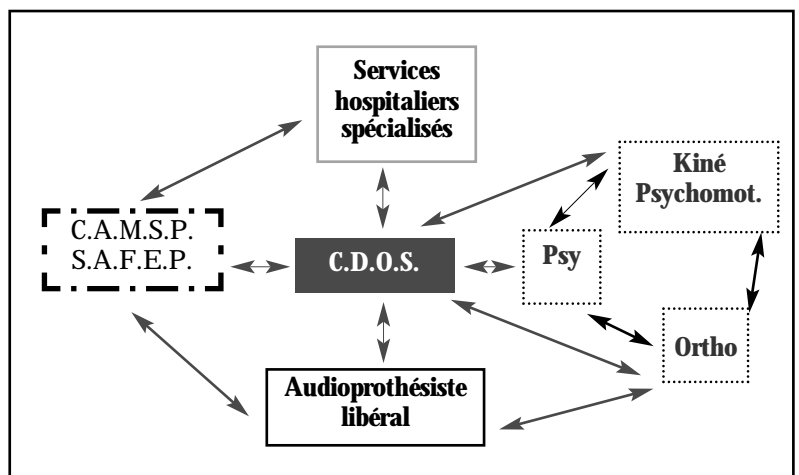 Services
hospitaliers
spécialisés
Kiné
Psychomot.
C.A.M.S.P.
S.A.F.E.P.
C.D.O.S.
Psy
Ortho
Audioprothésiste
libéral